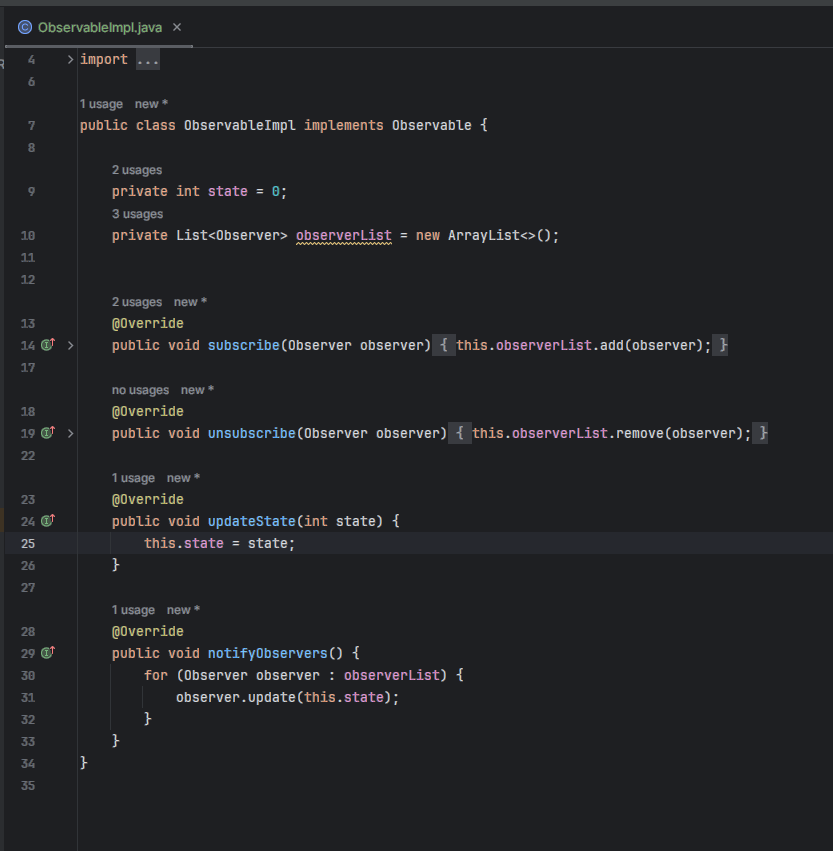 ObservableImpl.java
4 import ...
6
1 usage new *
7 public class ObservableImpl implements Observable {
8
2 usages
9 private int state = 0;
3 usages
10 private List<Observer> observerList = new ArrayList<>();
11
12
2 usages new *
13 @Override
14 public void subscribe(Observer observer) { this.observerList.add(observer); }
17
no usages new *
18 @Override
19 public void unsubscribe(Observer observer) { this.observerList.remove(observer); }
22
1 usage new *
23 @Override
24 public void updateState(int state) {
25 this.state = state;
26 }
27
1 usage new *
28 @Override
29 public void notifyObservers() {
30 for (Observer observer : observerList) {
31 observer.update(this.state);
32 }
33 }
34 }
35